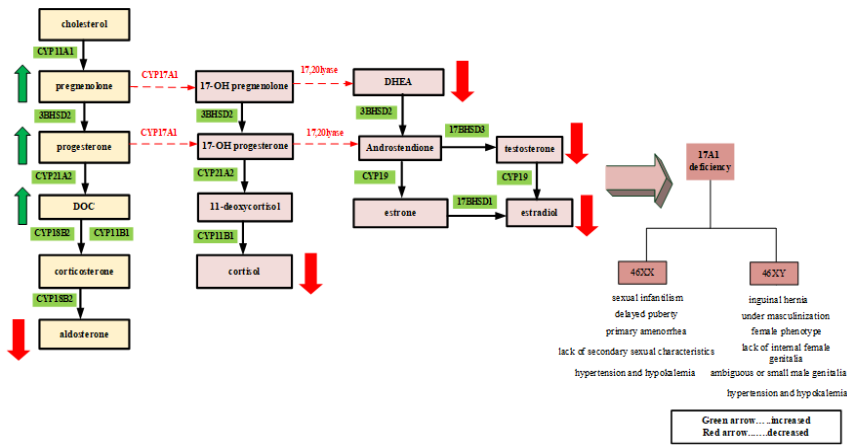 cholesterol
CYP11A1
pregnenolone
CYP17A1
17-OH pregnenolone
17,20lyme
DHEA
3BHSD2
3BHSD2
3BHSD2
17BHSD3
progesterone
CYP17A1
17-OH progesterone
17,20lyme
Androstendione
testosterone
CYP21A2
CYP21A2
CYP19
CYP19
DOC
11-deoxycortisol
estrone
17BHSD1
estradiol
CYP18B2
CYP11B1
CYP11B1
corticosterone
cortisol
CYP18B2
aldosterone
17A1
deficiency
46XX
46XY
sexual infantilism
delayed puberty
primary amenorrhea
lack of secondary sexual characteristics
hypertension and hypokalemia
inguinal hernia
under masculinization
female phenotype
lack of internal female
genitalia
ambiguous or small male genitalia
hypertension and hypokalemia
Green arrow.....increased
Red arrow.......decreased